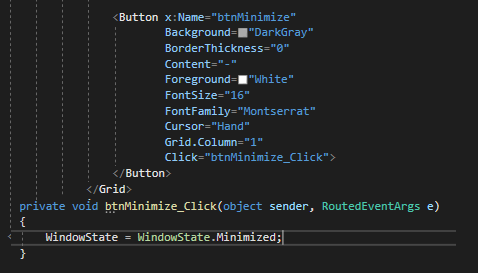 <Button x:Name="btnMinimize"
Background="DarkGray"
BorderThickness="0"
Content="-"
Foreground="White"
FontSize="16"
FontFamily="Montserrat"
Cursor="Hand"
Grid.Column="1"
Click="btnMinimize_Click">
</Button>
</Grid>
private void btnMinimize_Click(object sender, RoutedEventArgs e)
{
WindowState = WindowState.Minimized;
}